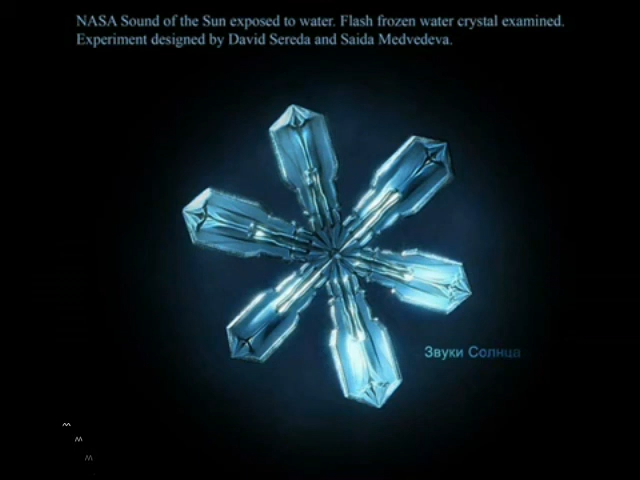 NASA Sound of the Sun exposed to water. Flash frozen water crystal examined.
Experiment designed by David Sereda and Saida Medvedeva.
Звуки Солнца
^^
^^
^^